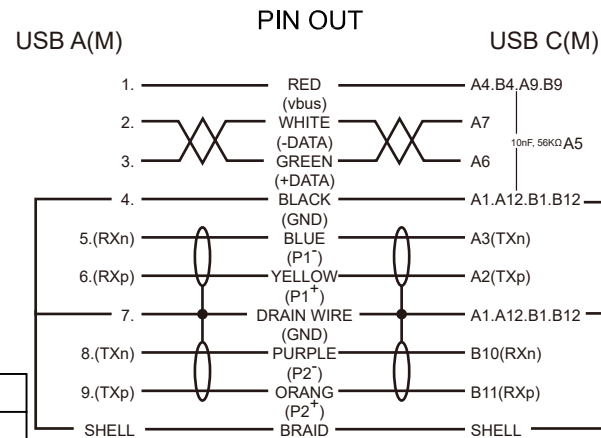 PIN OUT
USB A(M) USB C(M)
1. RED A4.B4.A9.B9
(vbus)
2. WHITE A7
(-DATA) 10nF, 56KΩ A5
3. GREEN A6
(+DATA)
4. BLACK A1.A12.B1.B12
(GND)
5.(RXn) BLUE A3(TXn)
(P1-)
6.(RXp) YELLOW A2(TXp)
(P1+)
7. DRAIN WIRE A1.A12.B1.B12
(GND)
8.(TXn) PURPLE B10(RXn)
(P2-)
9.(TXp) ORANG B11(RXp)
(P2+)
SHELL BRAID SHELL